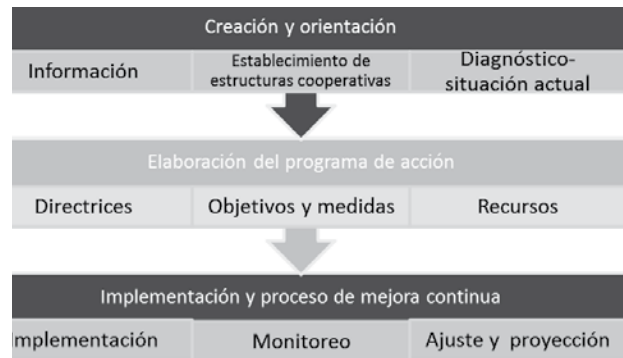 Creación y orientación
Información
Establecimiento de
estructuras cooperativas
Diagnóstico-
situación actual
Elaboración del programa de acción
Directrices
Objetivos y medidas
Recursos
Implementación y proceso de mejora continua
Implementación
Monitoreo
Ajuste y proyección